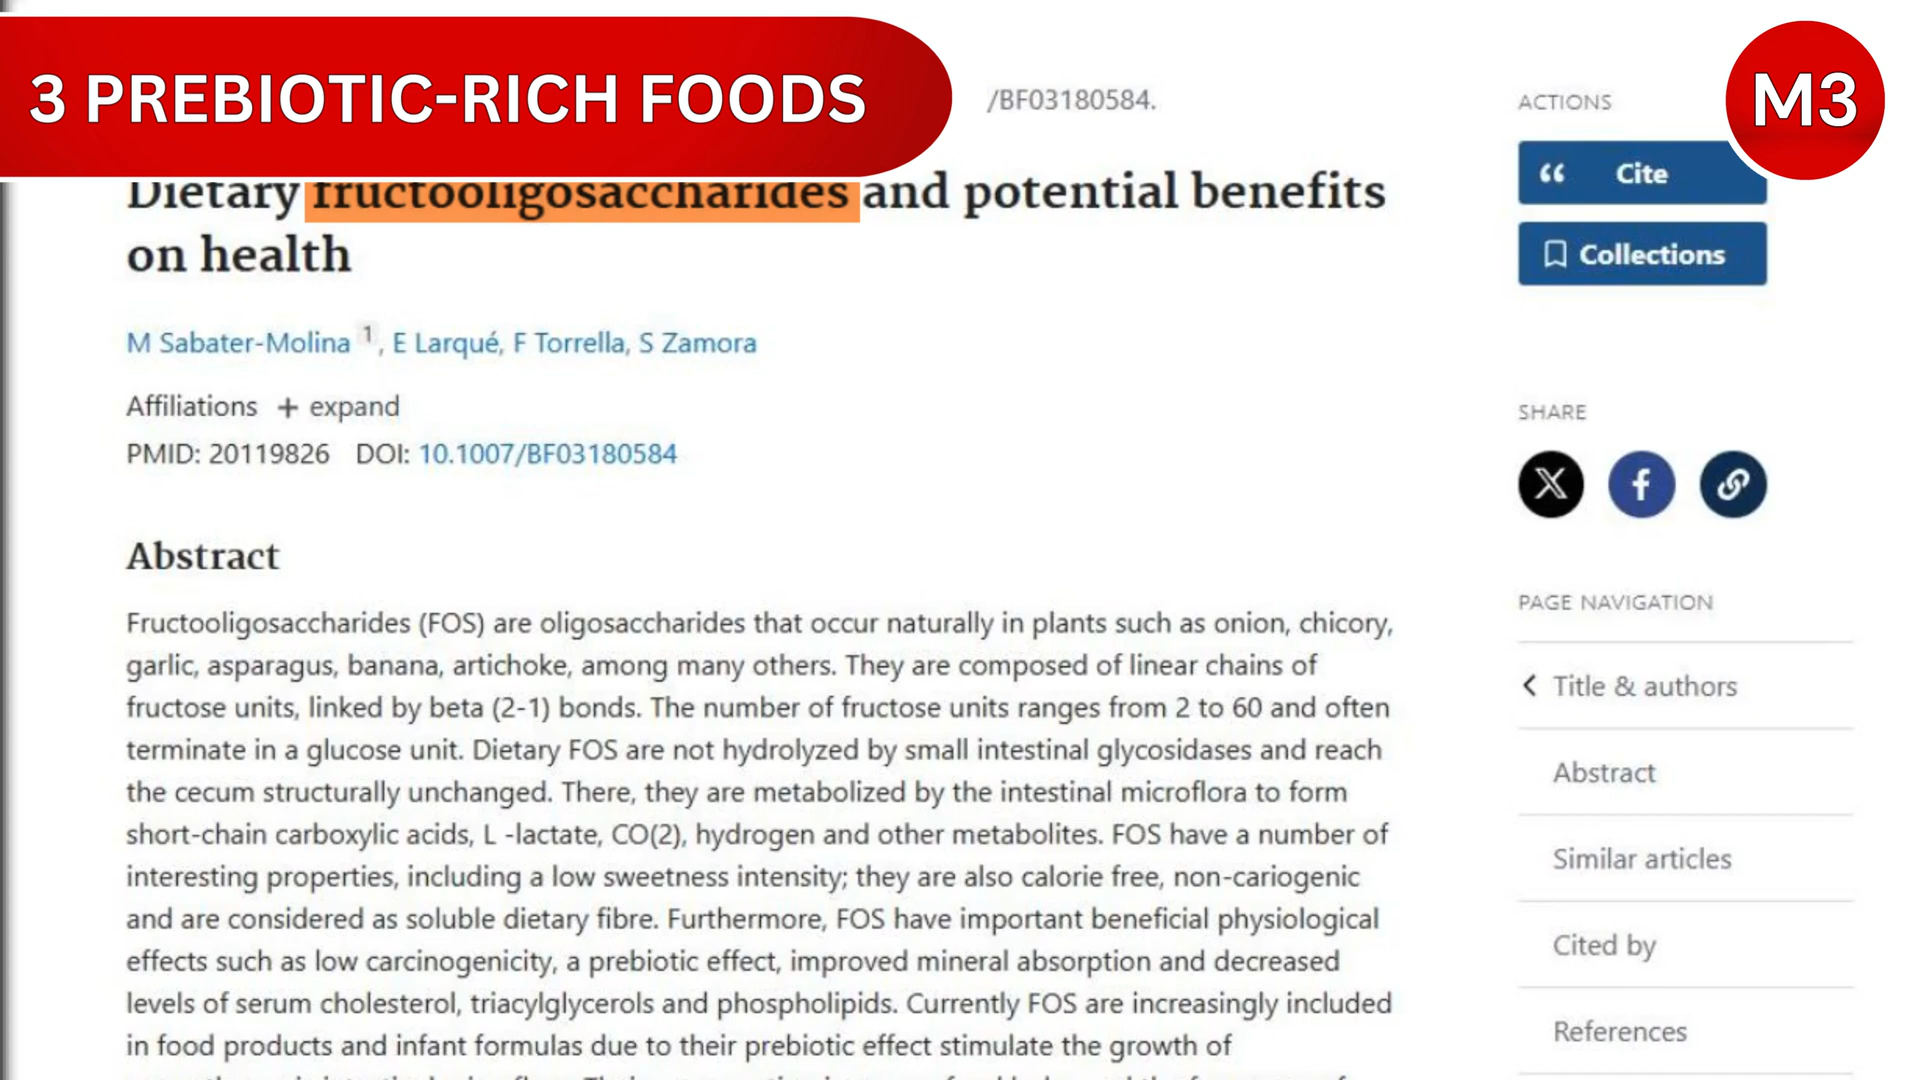 3 PREBIOTIC-RICH FOODS
M3
/BF03180584.
Dietary fructooligosaccharides and potential benefits
on health
M Sabater-Molina 1, E Larqué, F Torrella, S Zamora
Affiliations + expand
PMID: 20119826 DOI: 10.1007/BF03180584
Abstract
Fructooligosaccharides (FOS) are oligosaccharides that occur naturally in plants such as onion, chicory,
garlic, asparagus, banana, artichoke, among many others. They are composed of linear chains of
fructose units, linked by beta (2-1) bonds. The number of fructose units ranges from 2 to 60 and often
terminate in a glucose unit. Dietary FOS are not hydrolyzed by small intestinal glycosidases and reach
the cecum structurally unchanged. There, they are metabolized by the intestinal microflora to form
short-chain carboxylic acids, L -lactate, CO(2), hydrogen and other metabolites. FOS have a number of
interesting properties, including a low sweetness intensity; they are also calorie free, non-cariogenic
and are considered as soluble dietary fibre. Furthermore, FOS have important beneficial physiological
effects such as low carcinogenicity, a prebiotic effect, improved mineral absorption and decreased
levels of serum cholesterol, triacylglycerols and phospholipids. Currently FOS are increasingly included
in food products and infant formulas due to their prebiotic effect stimulate the growth of
ACTIONS
Cite
Collections
SHARE
PAGE NAVIGATION
Title & authors
Abstract
Similar articles
Cited by
References